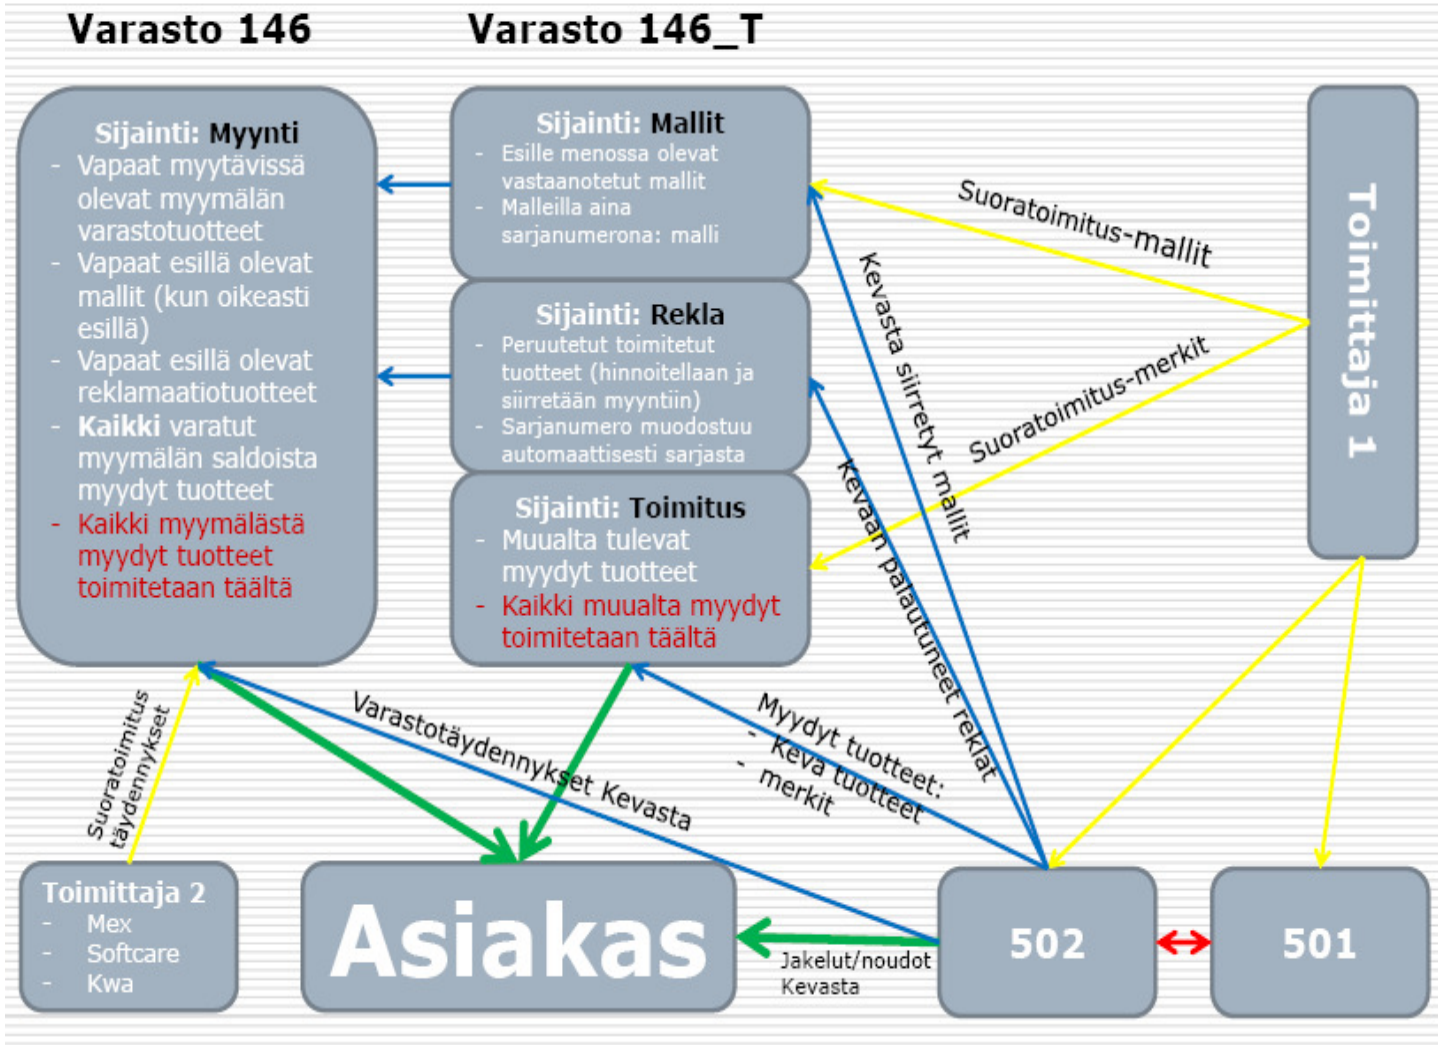 Varasto 146
Varasto 146_T
Sijainti: Myynti
- Vapaat myytävissä
olevat myymälän
varastotuotteet
- Vapaat esillä olevat
mallit (kun oikeasti
esillä)
- Vapaat esillä olevat
reklamaatiotuotteet
- Kaikki varatut
myymälän saldoista
myydyt tuotteet
- Kaikki myymälästä
myydyt tuotteet
toimitetaan täältä
Sijainti: Mallit
- Esille menossa olevat
vastaanotetut mallit
- Malleilla aina
sarjanumerona: malli
Sijainti: Rekla
- Peruutetut toimitetut
tuotteet (hinnoitellaan ja
siirretään myyntiin)
- Sarjanumero muodostuu
automaattisesti sarjasta
Sijainti: Toimitus
- Muualta tulevat
myydyt tuotteet
- Kaikki muualta myydyt
toimitetaan täältä
Toimittaja 1
Suoratoimitus-mallit
Suoratoimitus-merkit
Kevasta siirretyt mallit
Kevaan palautuneet reklat
Myydyt tuotteet:
- Keva tuotteet
- merkit
Varastotäydennykset Kevasta
Suoratoimitus
täydennykset
Toimittaja 2
- Mex
- Softcare
- Kwa
Asiakas
Jakelut/noudot
Kevasta
502
501